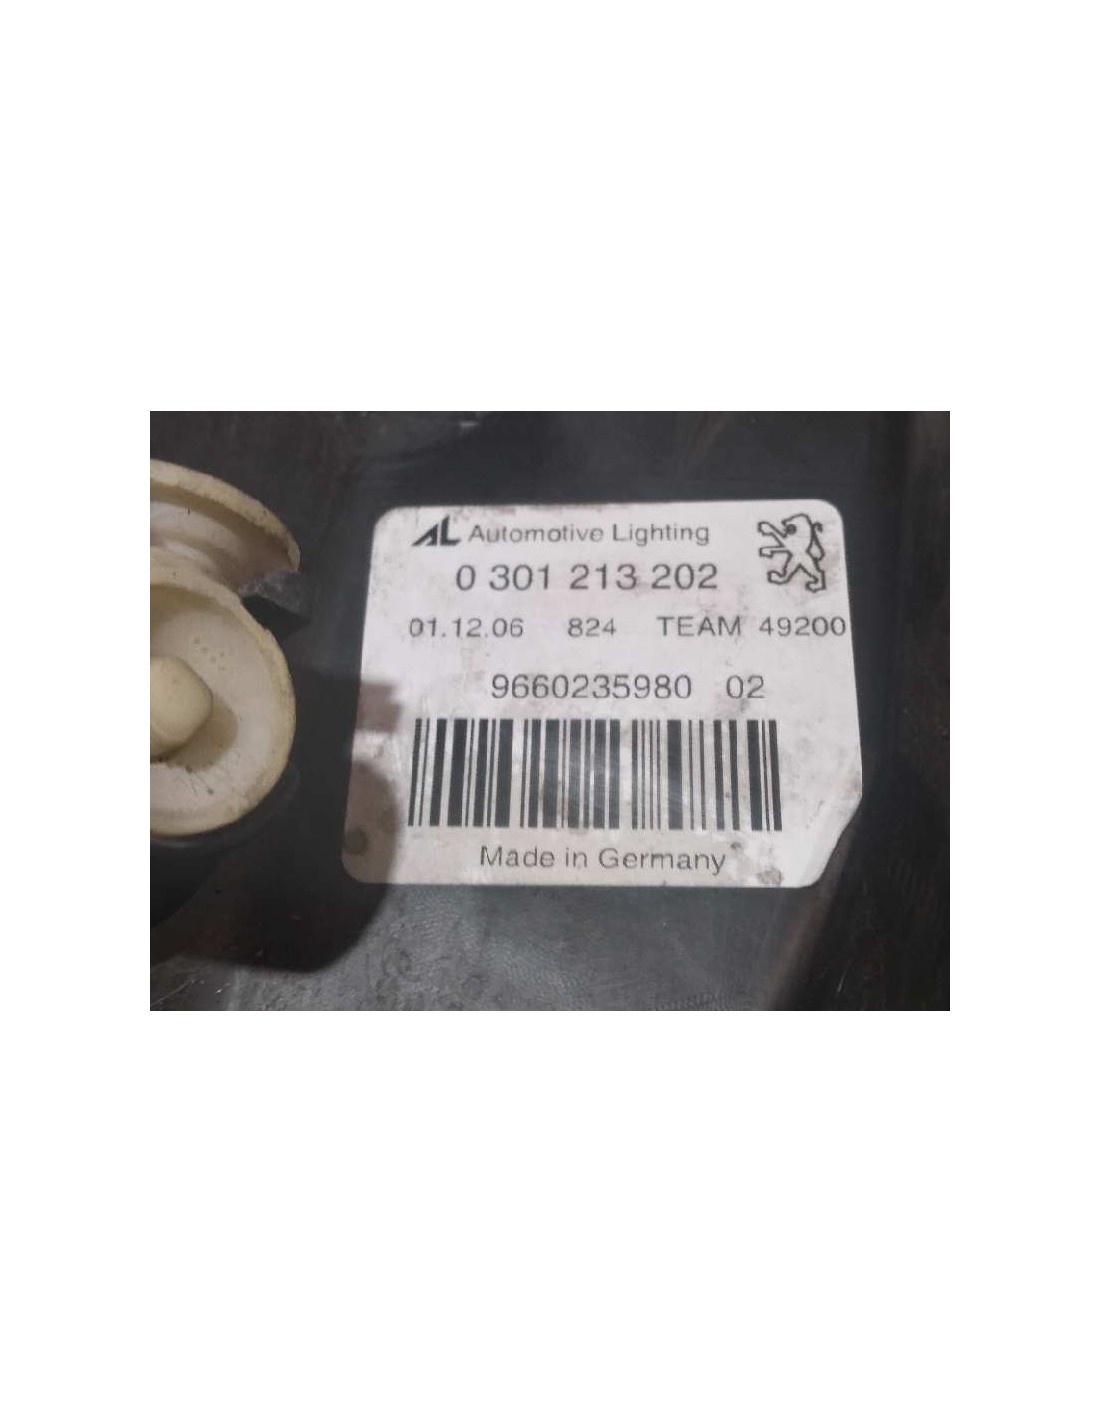 AL Automotive Lighting
0 301 213 202
01.12.06 824 TEAM 49200
9660235980 02
Made in Germany